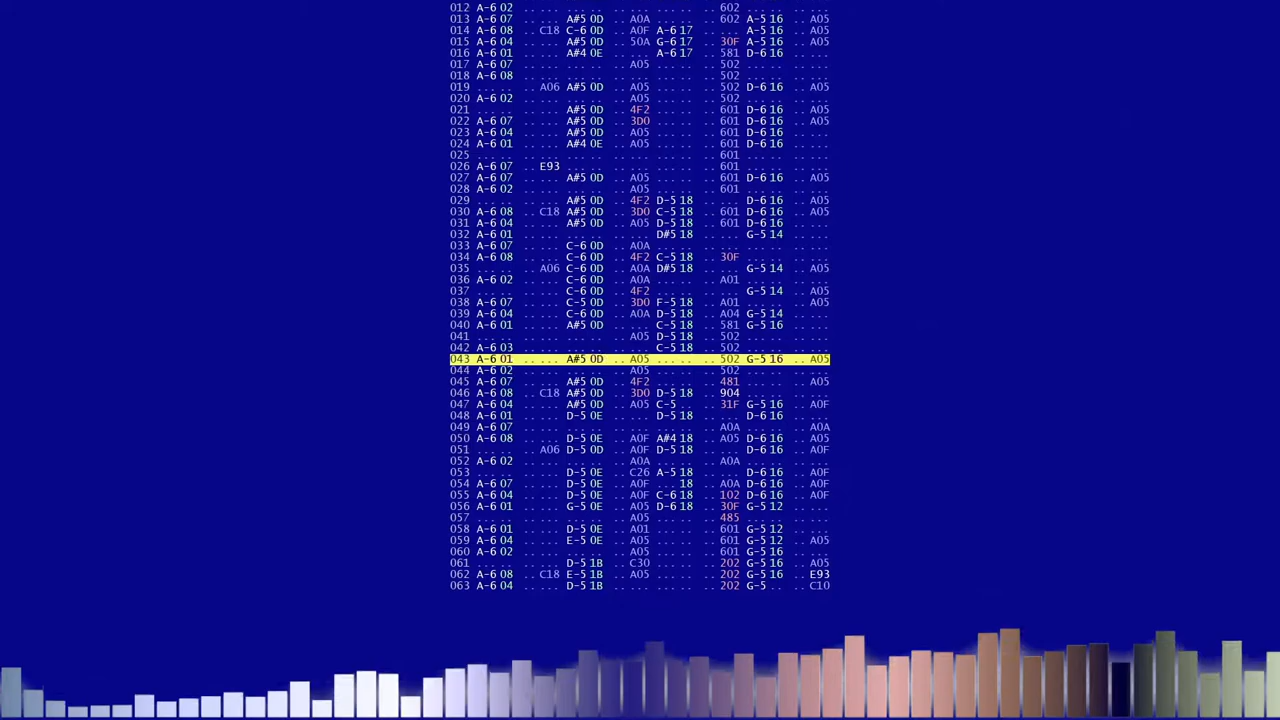 012 A-6 02 .. ... ... .. .. ... ... .. .. 602 ... .. .. ...
013 A-6 07 .. ... A#5 0D .. A0A ... .. .. 602 A-5 16 .. A05
014 A-6 08 .. C18 C-6 0D .. A0F A-6 17 .. ... A-5 16 .. A05
015 A-6 04 .. ... A#5 0D .. 50A G-6 17 .. 30F A-5 16 .. A05
016 A-6 01 .. ... A#4 0E .. ... A-6 17 .. 581 D-6 16 .. ...
017 A-6 07 .. ... ... .. .. A05 ... .. .. 502 ... .. .. ...
018 A-6 08 .. ... ... .. .. ... ... .. .. 502 ... .. .. ...
019 ... .. .. A06 A#5 0D .. A05 ... .. .. 502 D-6 16 .. A05
020 A-6 02 .. ... ... .. .. A05 ... .. .. 502 ... .. .. ...
021 ... .. .. ... A#5 0D .. 4F2 ... .. .. 601 D-6 16 .. A05
022 A-6 07 .. ... A#5 0D .. 3D0 ... .. .. 601 D-6 16 .. A05
023 A-6 04 .. ... A#5 0D .. A05 ... .. .. 601 D-6 16 .. ...
024 A-6 01 .. ... A#4 0E .. A05 ... .. .. 601 D-6 16 .. ...
025 ... .. .. ... ... .. .. ... ... .. .. 601 ... .. .. ...
026 A-6 07 .. E93 ... .. .. ... ... .. .. ... ... .. .. ...
027 A-6 07 .. ... A#5 0D .. A05 ... .. .. 601 D-6 16 .. A05
028 A-6 02 .. ... ... .. .. A05 ... .. .. 601 ... .. .. ...
029 ... .. .. ... A#5 0D .. 4F2 D-5 18 .. ... D-6 16 .. A05
030 A-6 08 .. C18 A#5 0D .. 3D0 C-5 18 .. 601 D-6 16 .. A05
031 A-6 04 .. ... A#5 0D .. A05 D-5 18 .. 601 D-6 16 .. ...
032 A-6 01 .. ... ... .. .. ... D#5 18 .. ... G-5 14 .. ...
033 A-6 07 .. ... C-6 0D .. A0A ... .. .. ... ... .. .. ...
034 A-6 08 .. ... C-6 0D .. 4F2 C-5 18 .. 30F ... .. .. ...
035 ... .. .. A06 C-6 0D .. A0A D#5 18 .. ... G-5 14 .. A05
036 A-6 02 .. ... C-6 0D .. A0A ... .. .. A01 ... .. .. ...
037 ... .. .. ... C-6 0D .. 4F2 ... .. .. ... G-5 14 .. A05
038 A-6 07 .. ... C-5 0D .. 3D0 F-5 18 .. A01 ... .. .. A05
039 A-6 04 .. ... C-6 0D .. A0A D-5 18 .. A04 G-5 14 .. ...
040 A-6 01 .. ... A#5 0D .. ... C-5 18 .. 581 G-5 16 .. ...
041 ... .. .. ... ... .. .. A05 D-5 18 .. 502 ... .. .. ...
042 A-6 03 .. ... ... .. .. ... C-5 18 .. 502 ... .. .. ...
043 A-6 01 .. ... A#5 0D .. A05 ... .. .. 502 G-5 16 .. A05
044 A-6 02 .. ... ... .. .. A05 ... .. .. 502 ... .. .. ...
045 A-6 07 .. ... A#5 0D .. 4F2 ... .. .. 481 ... .. .. A05
046 A-6 08 .. C18 A#5 0D .. 3D0 D-5 18 .. 904 ... .. .. ...
047 A-6 04 .. ... A#5 0D .. A05 C-5 .. .. 31F G-5 16 .. A0F
048 A-6 01 .. ... D-5 0E .. ... D-5 18 .. ... D-6 16 .. ...
049 A-6 07 .. ... ... .. .. ... ... .. .. A0A ... .. .. A0A
050 A-6 08 .. ... D-5 0E .. A0F A#4 18 .. A05 D-6 16 .. A05
051 ... .. .. A06 D-5 0D .. A0F D-5 18 .. ... D-6 16 .. A0F
052 A-6 02 .. ... ... .. .. A0A ... .. .. A0A ... .. .. ...
053 ... .. .. ... D-5 0E .. C26 A-5 18 .. ... D-6 16 .. A0F
054 A-6 07 .. ... D-5 0E .. A0F ... 18 .. A0A D-6 16 .. A0F
055 A-6 04 .. ... D-5 0E .. A0F C-6 18 .. 102 D-6 16 .. A0F
056 A-6 01 .. ... G-5 0E .. A05 D-6 18 .. 30F G-5 12 .. ...
057 ... .. .. ... ... .. .. A05 ... .. .. 485 ... .. .. ...
058 A-6 01 .. ... D-5 0E .. A01 ... .. .. 601 G-5 12 .. ...
059 A-6 04 .. ... E-5 0E .. A05 ... .. .. 601 G-5 12 .. A05
060 A-6 02 .. ... ... .. .. A05 ... .. .. 601 G-5 16 .. ...
061 ... .. .. ... D-5 1B .. C30 ... .. .. 202 G-5 16 .. A05
062 A-6 08 .. C18 E-5 1B .. A05 ... .. .. 202 G-5 16 .. E93
063 A-6 04 .. ... D-5 1B .. ... ... .. .. 202 G-5 .. .. C10